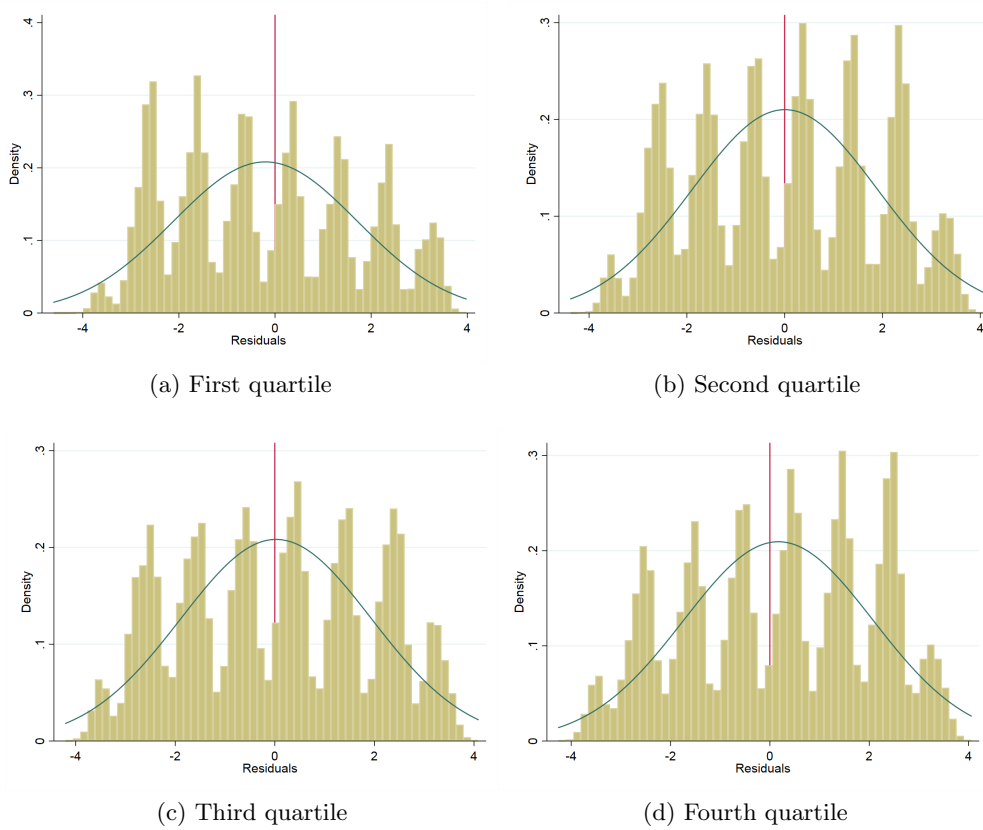 .4
.3
.2
.1
0
Density
-4 -2 0 2 4
Residuals
(a) First quartile
.3
.2
.1
0
Density
-4 -2 0 2 4
Residuals
(b) Second quartile
.3
.2
.1
0
Density
-4 -2 0 2 4
Residuals
(c) Third quartile
.3
.2
.1
0
Density
-4 -2 0 2 4
Residuals
(d) Fourth quartile